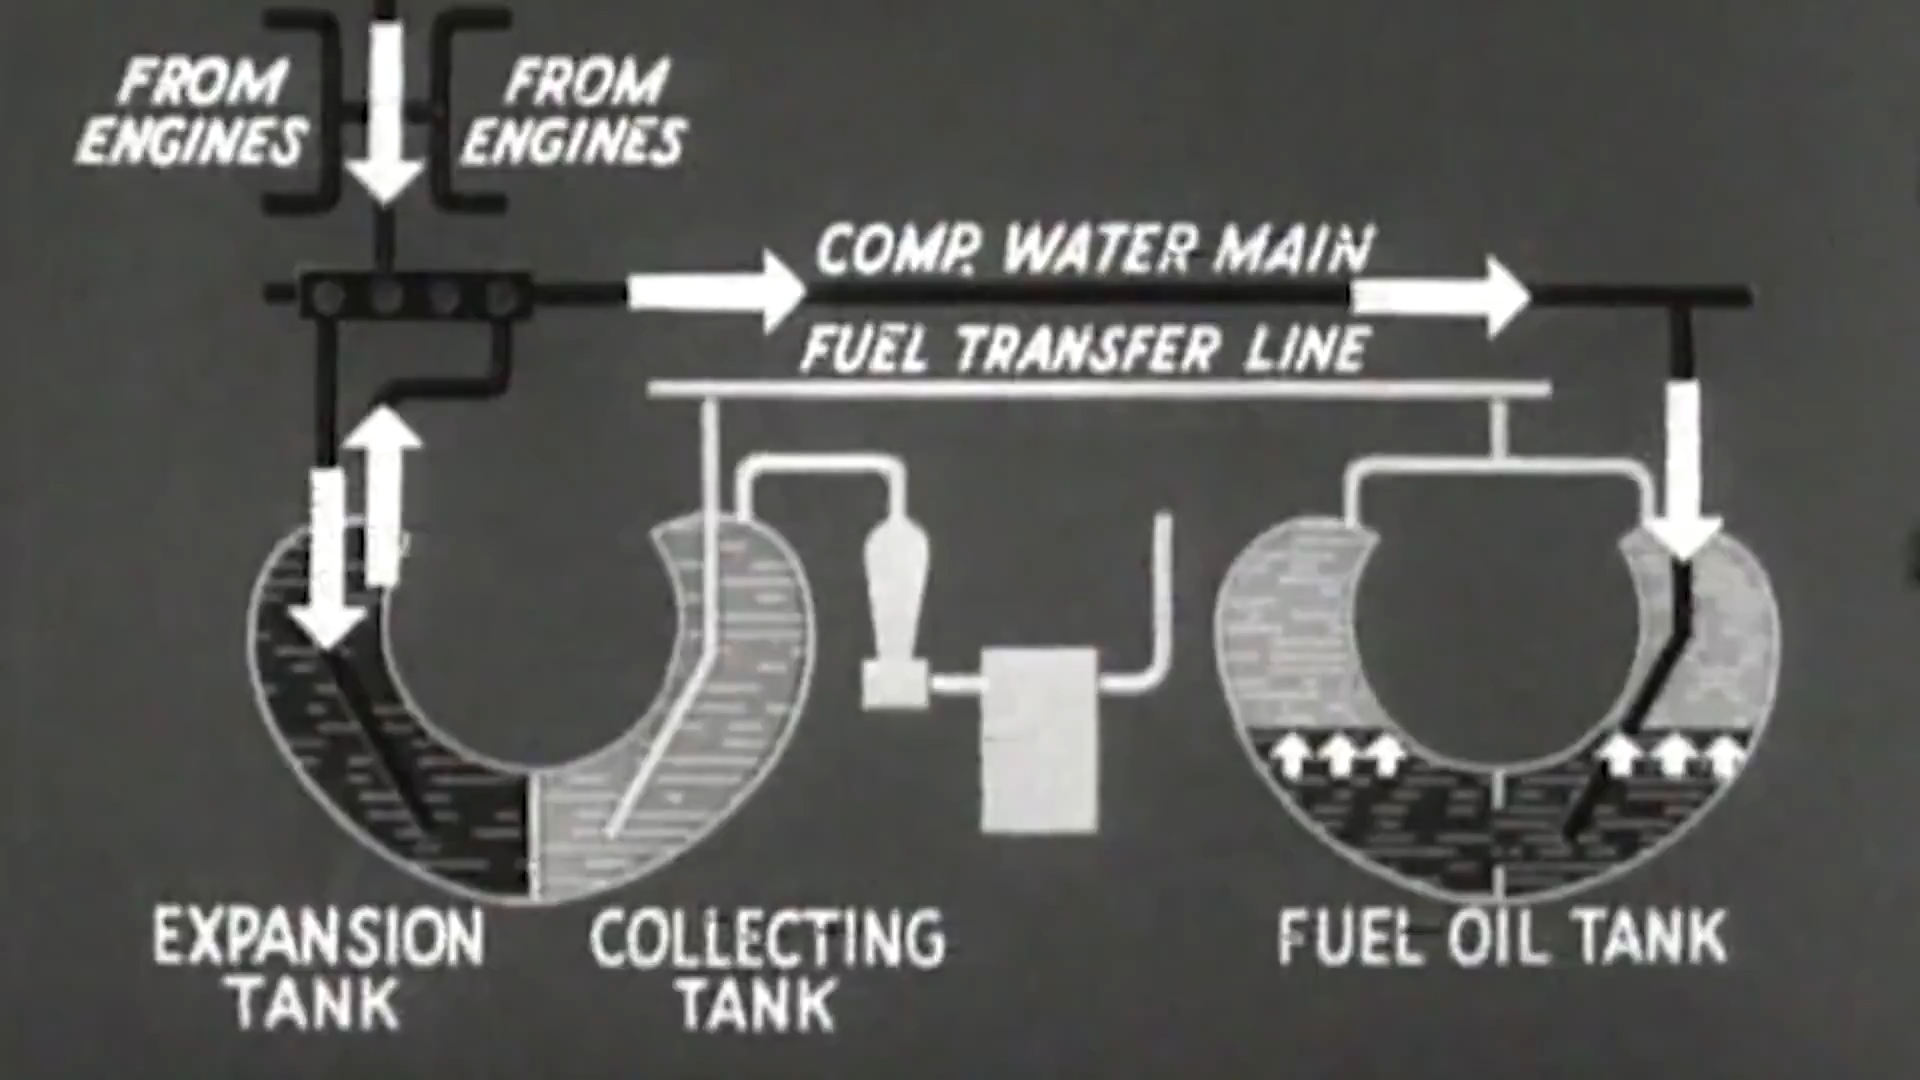 FROM
ENGINES
FROM
ENGINES
COMP. WATER MAIN
FUEL TRANSFER LINE
EXPANSION
TANK
COLLECTING
TANK
FUEL OIL TANK